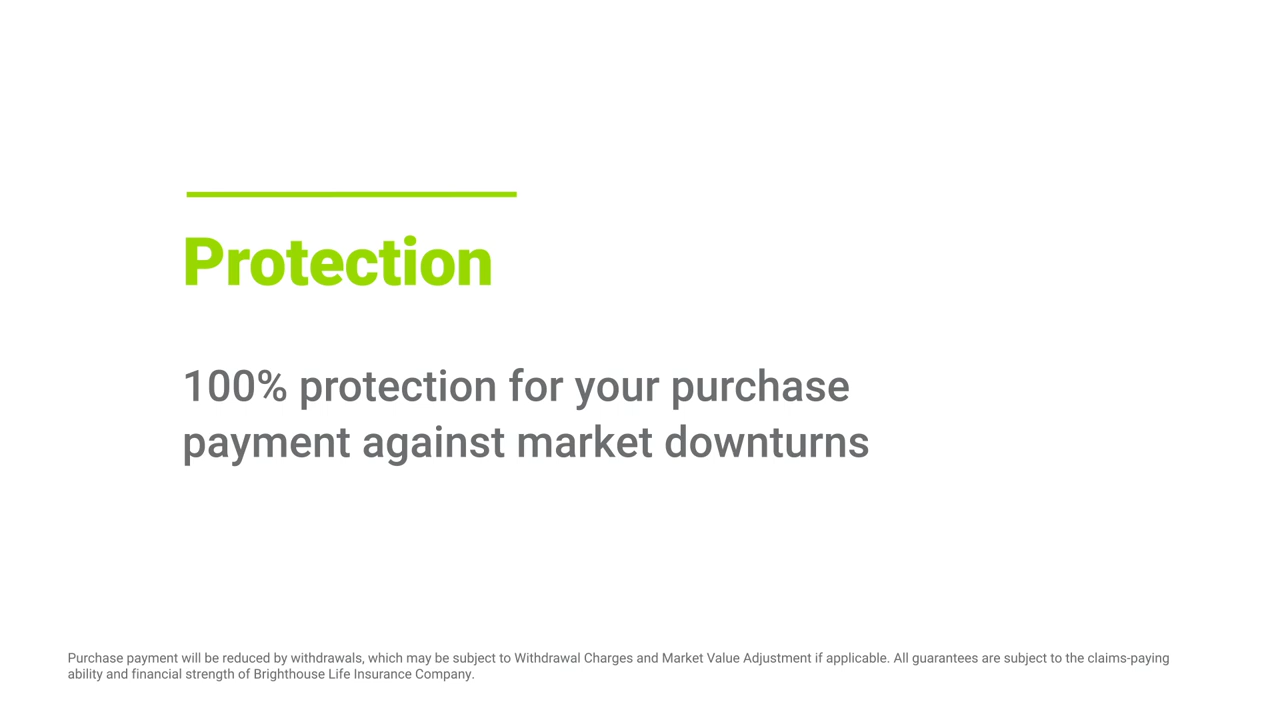 Protection
100% protection for your purchase
payment against market downturns
Purchase payment will be reduced by withdrawals, which may be subject to Withdrawal Charges and Market Value Adjustment if applicable. All guarantees are subject to the claims-paying
ability and financial strength of Brighthouse Life Insurance Company.